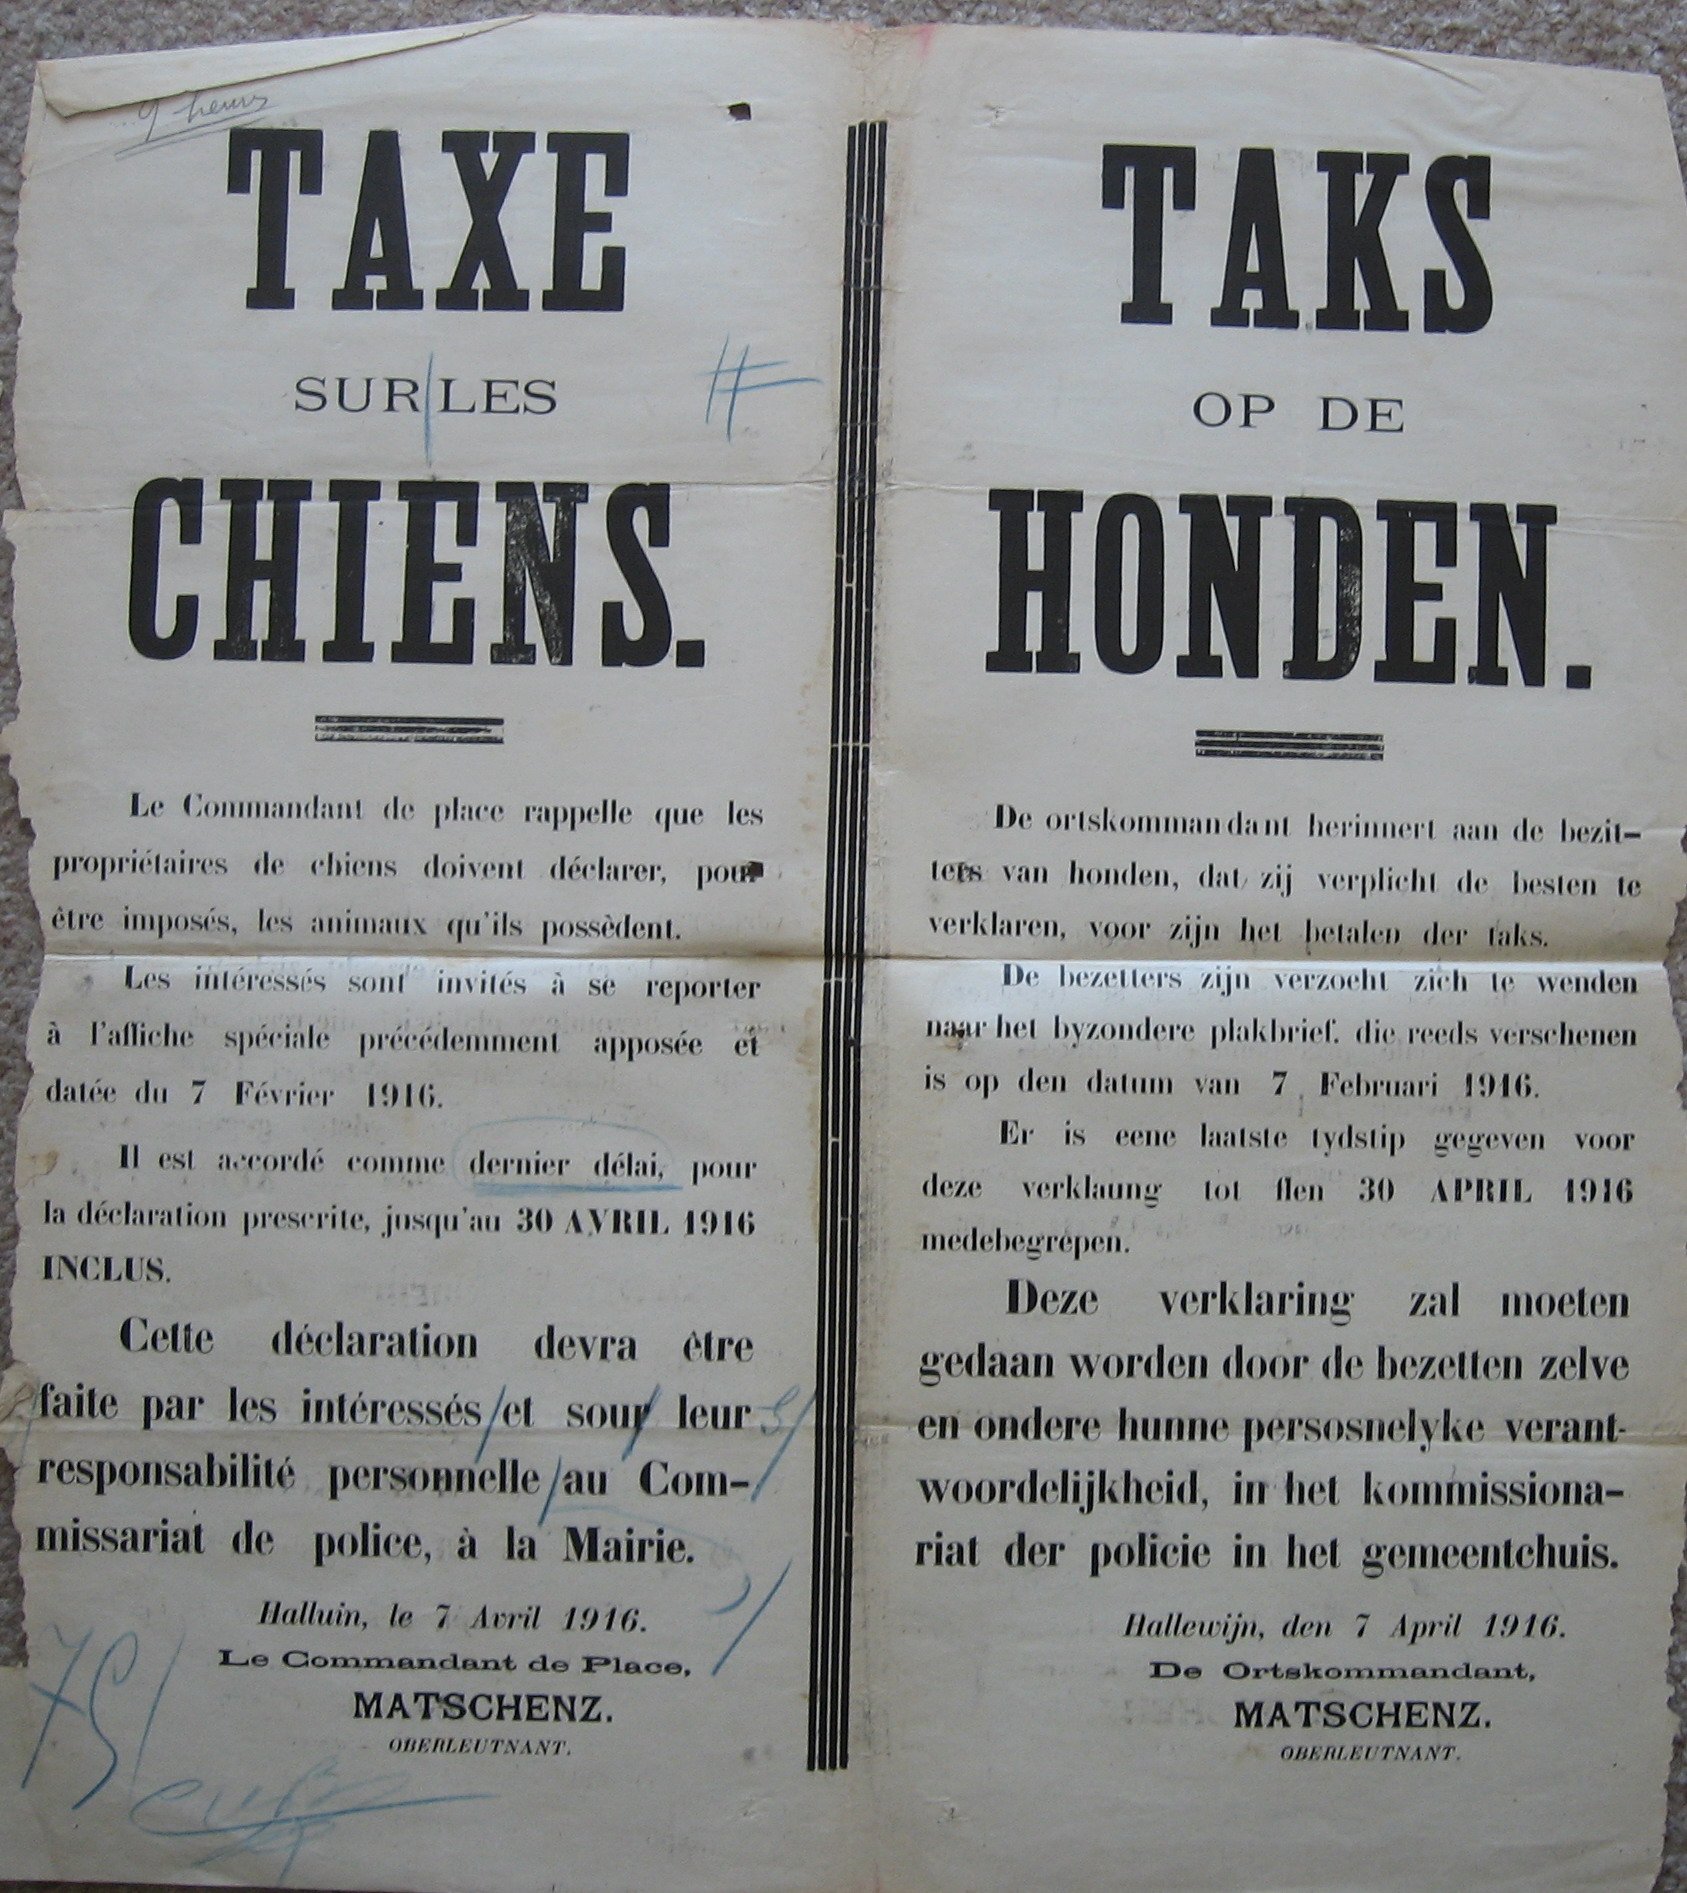 9 heures
TAXE
SUR LES
CHIENS.
Le Commandant de place rappelle que les
propriétaires de chiens doivent déclarer, pour
être imposés, les animaux qu'ils possèdent.
Les intéressés sont invités à se reporter
à l'affiche spéciale précédemment apposée et
datée du 7 Février 1916.
Il est accordé comme dernier délai, pour
la déclaration prescrite, jusqu'au 30 AVRIL 1916
INCLUS.
Cette déclaration devra être
faite par les intéressés et sour leur
responsabilité personnelle au Com-
missariat de police, à la Mairie.
Halluin, le 7 Avril 1916.
Le Commandant de Place,
MATSCHENZ.
OBERLEUTNANT.
75
TAKS
OP DE
HONDEN.
De ortskommandant herinnert aan de bezit-
ters van honden, dat zij verplicht de besten te
verklaren, voor zijn het betalen der taks.
De bezetters zijn verzocht zich te wenden
naar het byzondere plakbrief. die reeds verschenen
is op den datum van 7 Februari 1916.
Er is eene laatste tydstip gegeven voor
deze verklaung tot flen 30 APRIL 1916
medebegrepen.
Deze verklaring zal moeten
gedaan worden door de bezetten zelve
en ondere hunne persosnelyke verant-
woordelijkheid, in het kommissiona-
riat der policie in het gemeentchuis.
Hallewijn, den 7 April 1916.
De Ortskommandant,
MATSCHENZ.
OBERLEUTNANT.